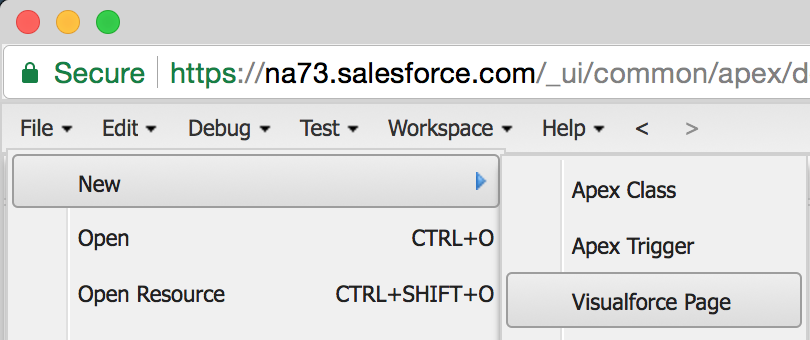 Secure https://na73.salesforce.com/_ui/common/apex/d
File Edit Debug Test Workspace Help < >
New
Apex Class
Open CTRL+O
Apex Trigger
Open Resource CTRL+SHIFT+O
Visualforce Page